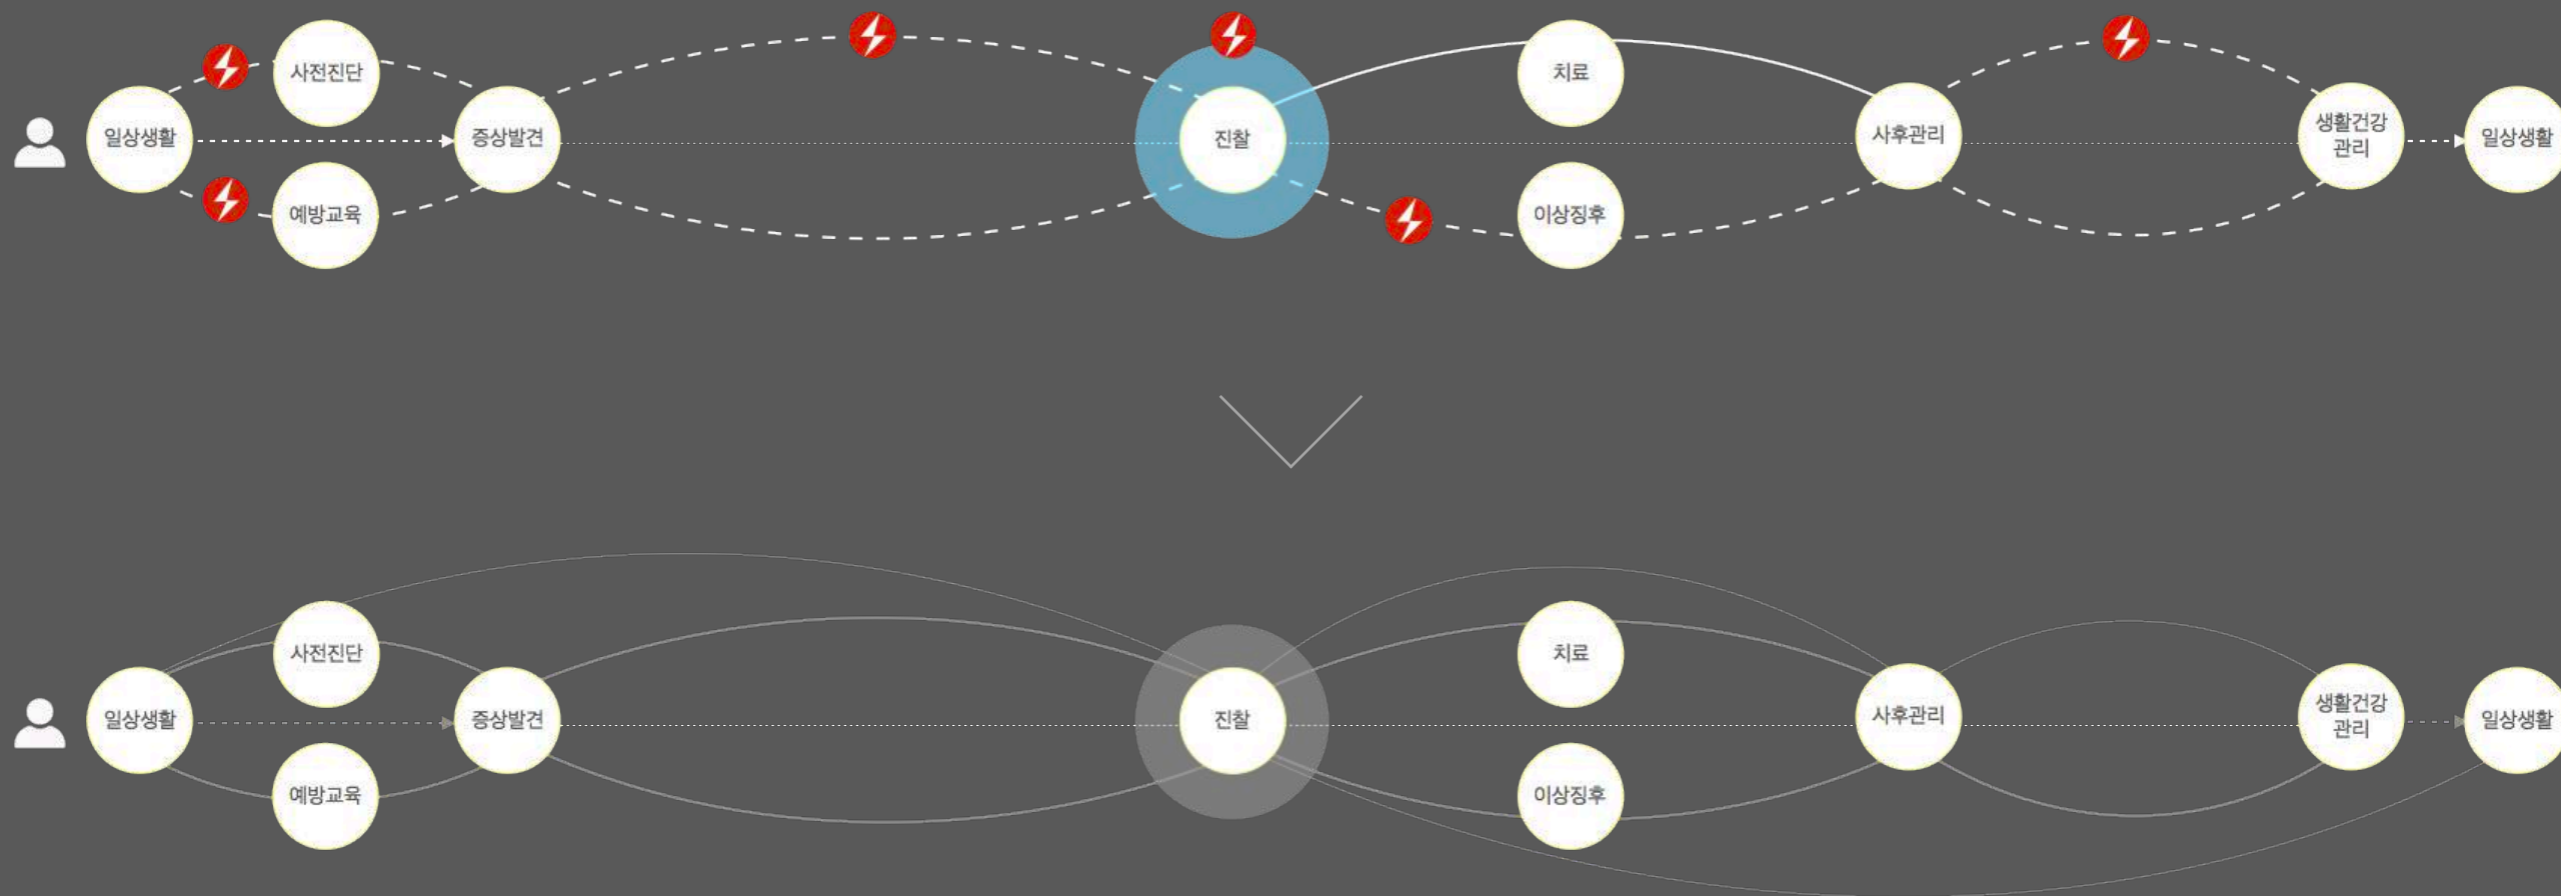 사전진단
치료
일상생활
증상발견
진찰
사후관리
생활건강
관리
일상생활
예방교육
이상징후
사전진단
치료
일상생활
증상발견
진찰
사후관리
생활건강
관리
일상생활
예방교육
이상징후